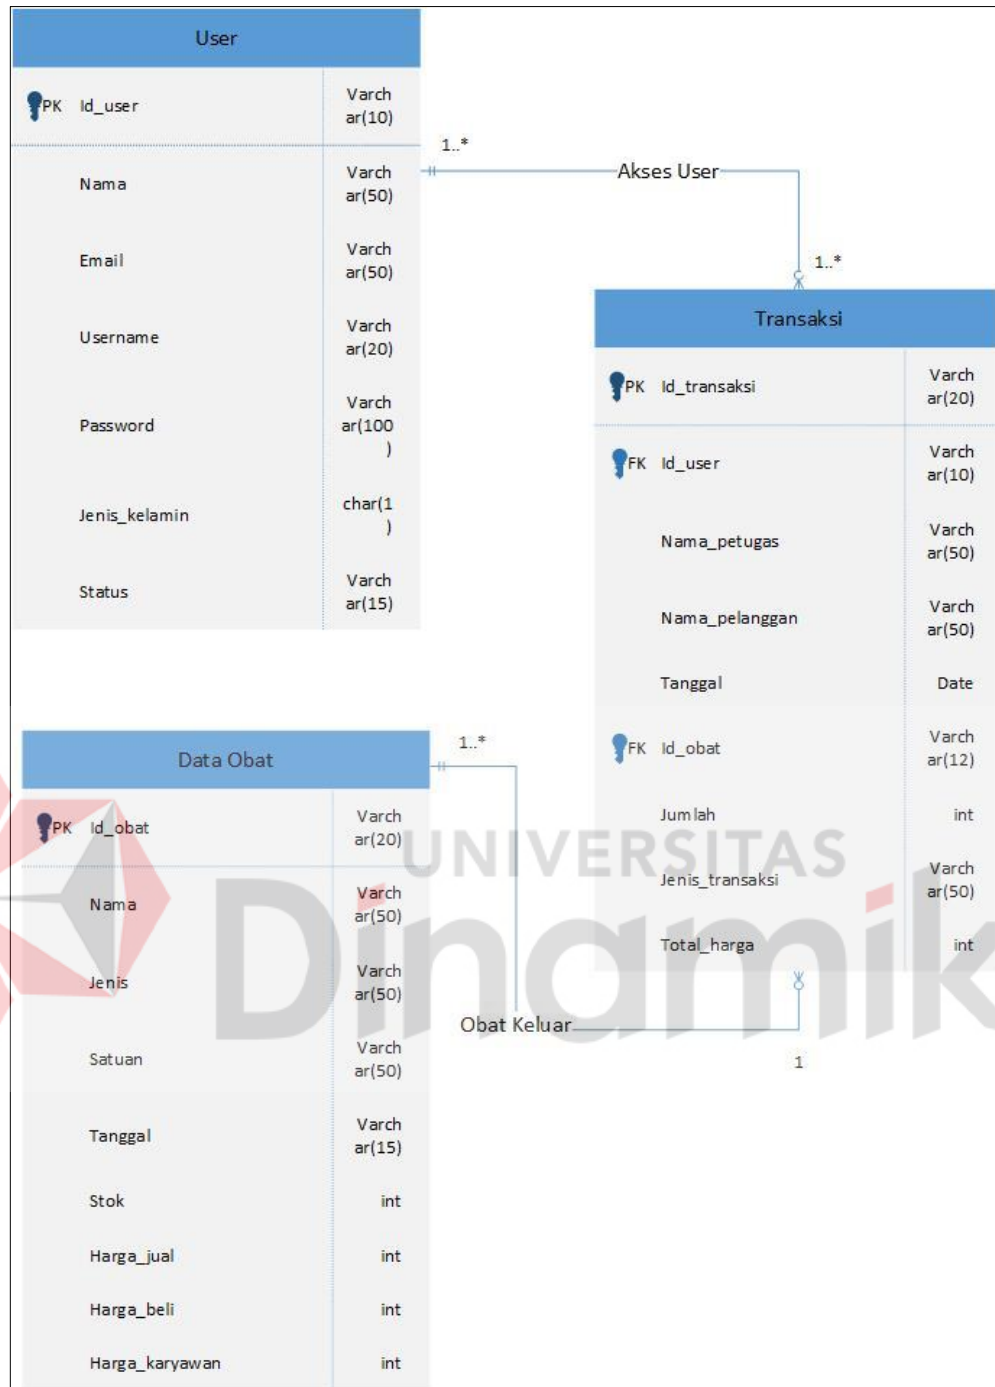 User
PK Id_user Varch
ar(10)
Nama Varch
ar(50)
Email Varch
ar(50)
Username Varch
ar(20)
Password Varch
ar(100
)
Jenis_kelamin char(1
)
Status Varch
ar(15)
1..*
Akses User
1..*
Transaksi
PK Id_transaksi Varch
ar(20)
FK Id_user Varch
ar(10)
Nama_petugas Varch
ar(50)
Nama_pelanggan Varch
ar(50)
Tanggal Date
FK Id_obat Varch
ar(12)
Jumlah int
Jenis_transaksi Varch
ar(50)
Total_harga int
1..*
Obat Keluar
1
Data Obat
PK Id_obat Varch
ar(20)
Nama Varch
ar(50)
Jenis Varch
ar(50)
Satuan Varch
ar(50)
Tanggal Varch
ar(15)
Stok int
Harga_jual int
Harga_beli int
Harga_karyawan int
UNIVERSITAS
Dinamik